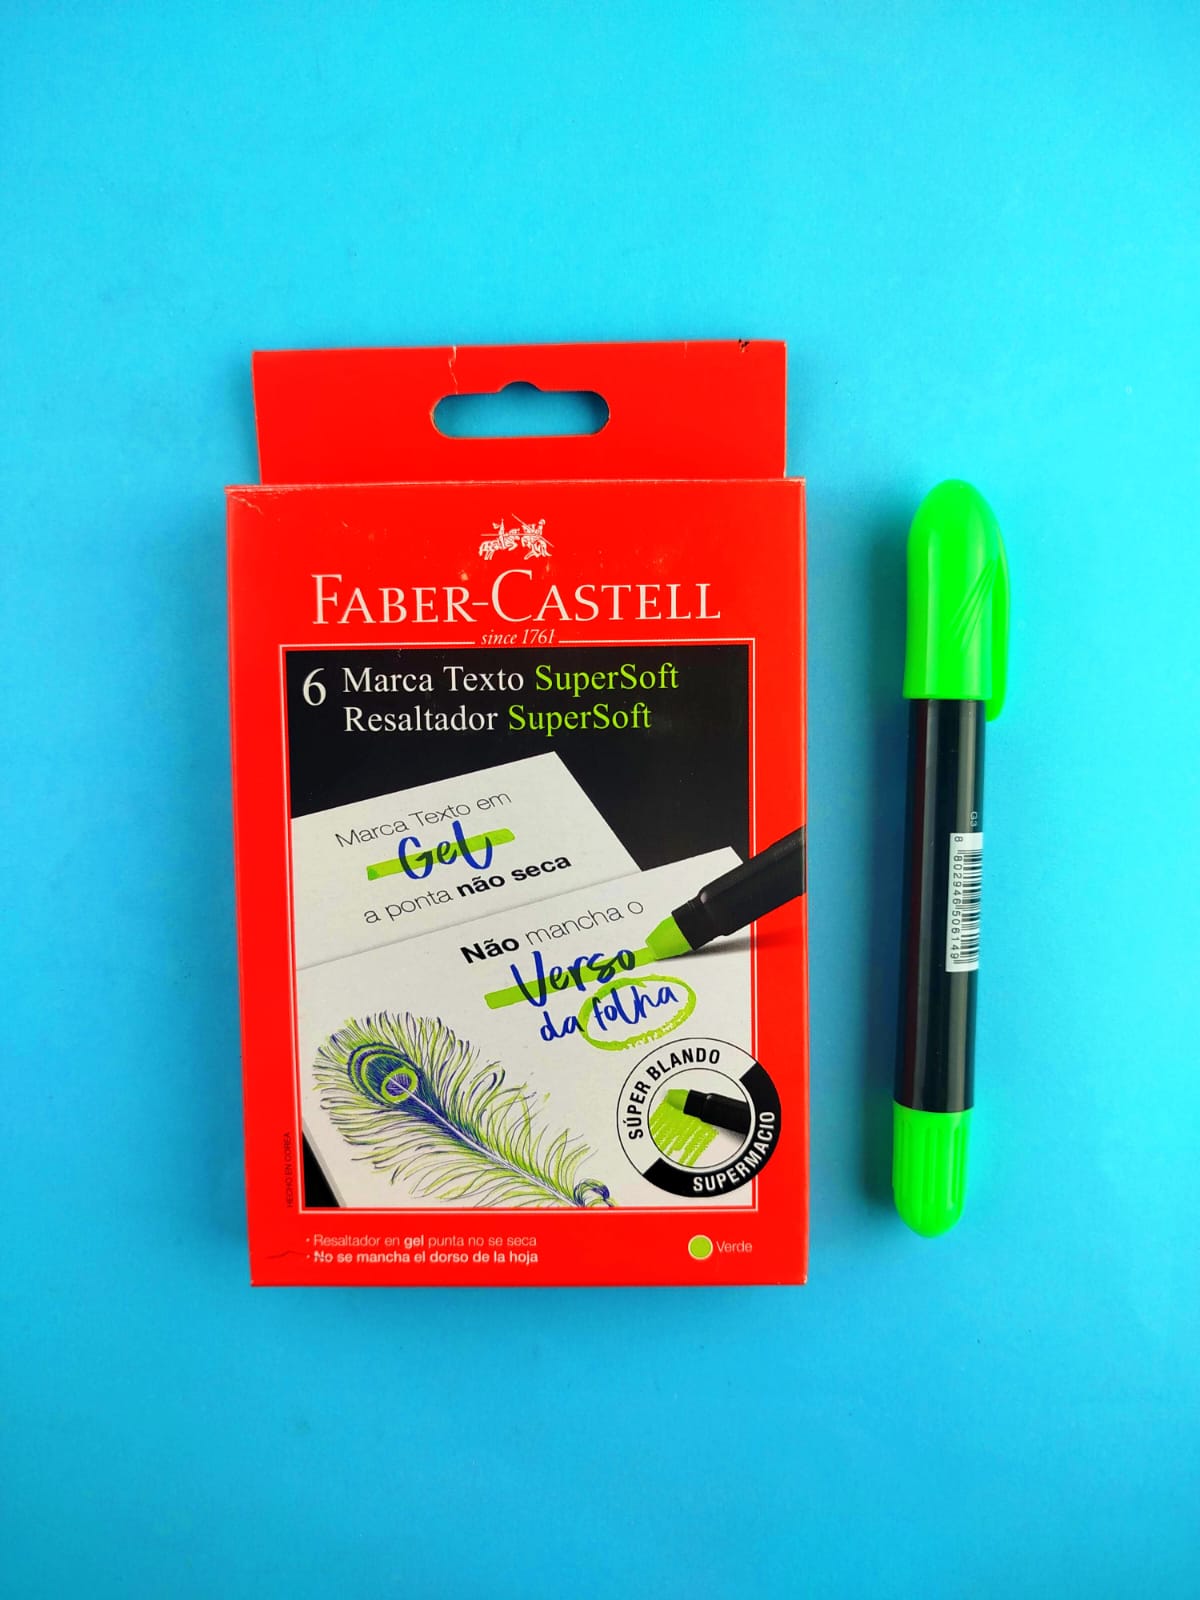 FABER-CASTELL
since 1761
6 Marca Texto SuperSoft
Resaltador SuperSoft
Marca Texto em
Gel
a ponta não seca
Não mancha o
Verso
da folha
SÚPER BLANDO
SUPERMACIO
HECHO EN COREA
• Resaltador en gel punta no se seca
• No se mancha el dorso de la hoja
Verde
8 802946 506149